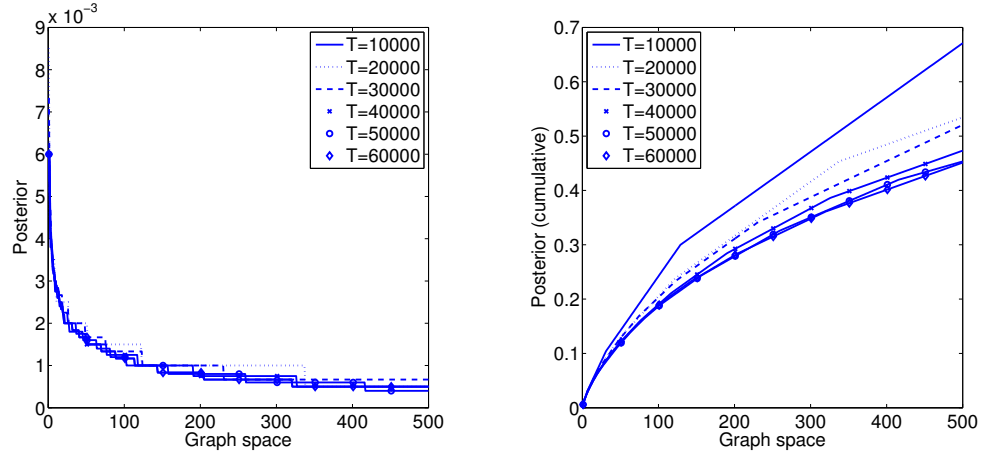 x 10⁻³
9
8
7
6
5
4
3
2
1
0
Posterior
0 100 200 300 400 500
Graph space
T=10000
T=20000
T=30000
T=40000
T=50000
T=60000
0.7
0.6
0.5
0.4
0.3
0.2
0.1
0
Posterior (cumulative)
0 100 200 300 400 500
Graph space
T=10000
T=20000
T=30000
T=40000
T=50000
T=60000